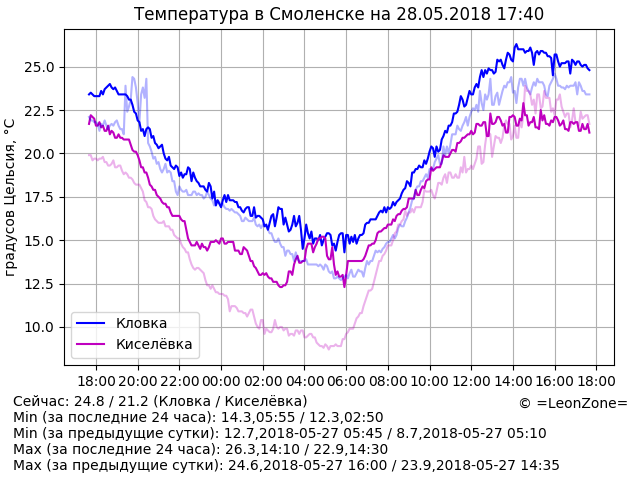 Температура в Смоленске на 28.05.2018 17:40
градусов Цельсия, °C
25.0
22.5
20.0
17.5
15.0
12.5
10.0
Кловка
Киселёвка
18:00 20:00 22:00 00:00 02:00 04:00 06:00 08:00 10:00 12:00 14:00 16:00 18:00
Сейчас: 24.8 / 21.2 (Кловка / Киселёвка)
© =LeonZone=
Min (за последние 24 часа): 14.3,05:55 / 12.3,02:50
Min (за предыдущие сутки): 12.7,2018-05-27 05:45 / 8.7,2018-05-27 05:10
Max (за последние 24 часа): 26.3,14:10 / 22.9,14:30
Max (за предыдущие сутки): 24.6,2018-05-27 16:00 / 23.9,2018-05-27 14:35